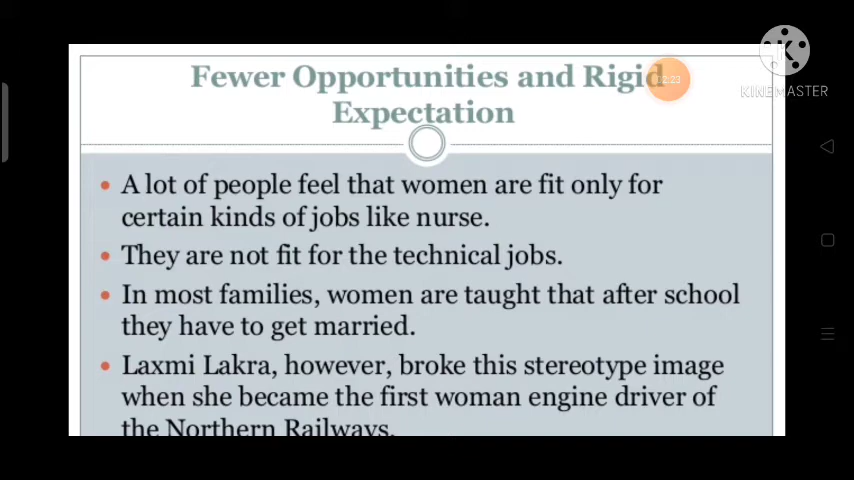 Fewer Opportunities and Rigid
Expectation
12:23
KINEMASTER
• A lot of people feel that women are fit only for
certain kinds of jobs like nurse.
• They are not fit for the technical jobs.
• In most families, women are taught that after school
they have to get married.
• Laxmi Lakra, however, broke this stereotype image
when she became the first woman engine driver of
the Northern Railways.